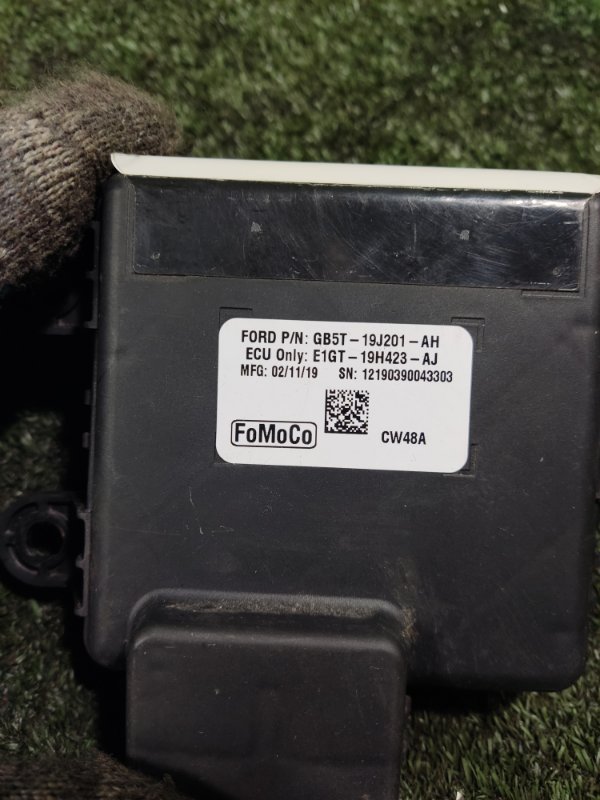 FORD P/N: GB5T-19J201-AH
ECU Only: E1GT-19H423-AJ
MFG: 02/11/19 SN: 12190390043303
FoMoCo CW48A